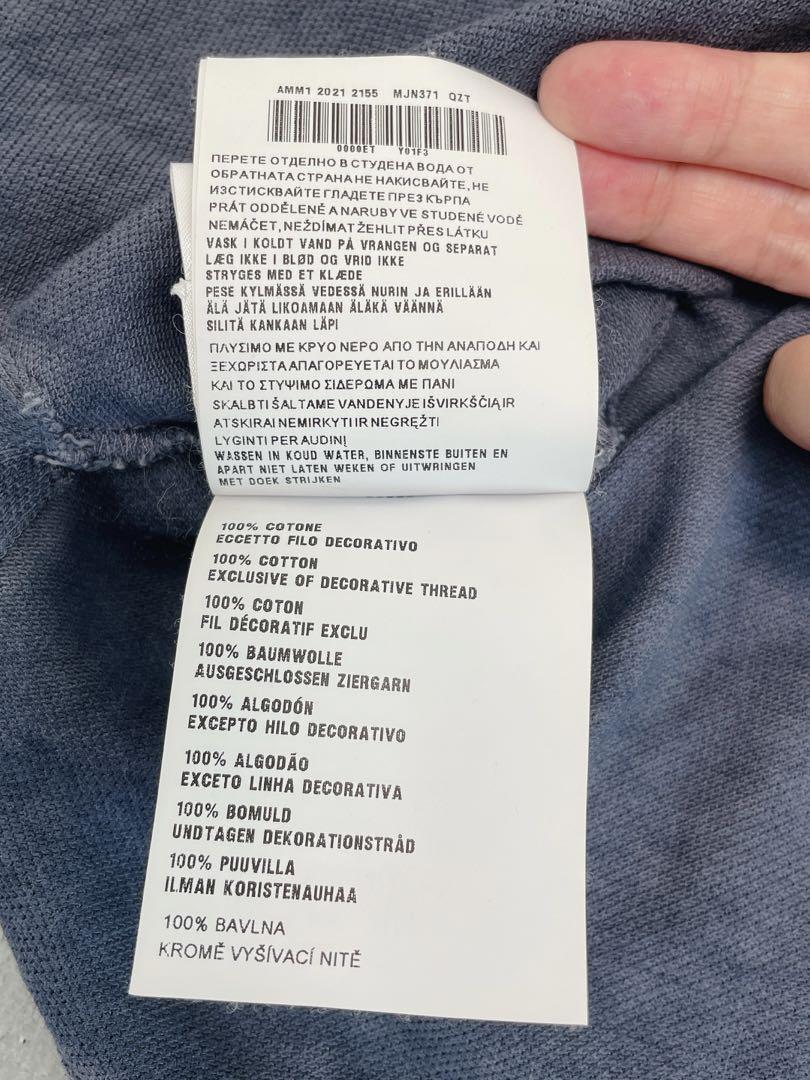 AMM1 2021 2155 MJN371 QZT
0000ET Y01F3
ПЕРЕТЕ ОТДЕЛНО В СТУДЕНА ВОДА ОТ
ОБРАТНАТА СТРАНА НЕ НАКИСВАЙТЕ, НЕ
ИЗСТИСКВАЙТЕ ГЛАДЕТЕ ПРЕЗ КЪРПА
PRÁT ODDĚLENĚ A NARUBY VE STUDENÉ VODĚ
NEMÁČET, NEŽDÍMAT ŽEHLIT PŘES LÁTKU
VASK I KOLDT VAND PÅ VRANGEN OG SEPARAT
LÆG IKKE I BLØD OG VRID IKKE
STRYGES MED ET KLÆDE
PESE KYLMÄSSÄ VEDESSÄ NURIN JA ERILLÄÄN
ÄLÄ JÄTÄ LIKOAMAAN ÄLÄKÄ VÄÄNNÄ
SILITÄ KANKAAN LÄPI
ΠΛΥΣΙΜΟ ΜΕ ΚΡΥΟ ΝΕΡΟ ΑΠΟ ΤΗΝ ΑΝΑΠΟΔΗ ΚΑΙ
ΞΕΧΩΡΙΣΤΑ ΑΠΑΓΟΡΕΥΕΤΑΙ ΤΟ ΜΟΥΛΙΑΣΜΑ
ΚΑΙ ΤΟ ΣΤΥΨΙΜΟ ΣΙΔΕΡΩΜΑ ΜΕ ΠΑΝΙ
SKALBTI ŠALTAME VANDENYJE IŠVIRKŠČIĄ IR
ATSKIRAI NEMIRKYTI IR NEGRĘŽTI
LYGINTI PER AUDINĮ
WASSEN IN KOUD WATER, BINNENSTE BUITEN EN
APART NIET LATEN WEKEN OF UITWRINGEN
MET DOEK STRIJKEN
100% COTONE
ECCETTO FILO DECORATIVO
100% COTTON
EXCLUSIVE OF DECORATIVE THREAD
100% COTON
FIL DÉCORATIF EXCLU
100% BAUMWOLLE
AUSGESCHLOSSEN ZIERGARN
100% ALGODÓN
EXCEPTO HILO DECORATIVO
100% ALGODÃO
EXCETO LINHA DECORATIVA
100% BOMULD
UNDTAGEN DEKORATIONSTRÅD
100% PUUVILLA
ILMAN KORISTENAUHAA
100% BAVLNA
KROMĚ VYŠÍVACÍ NITĚ